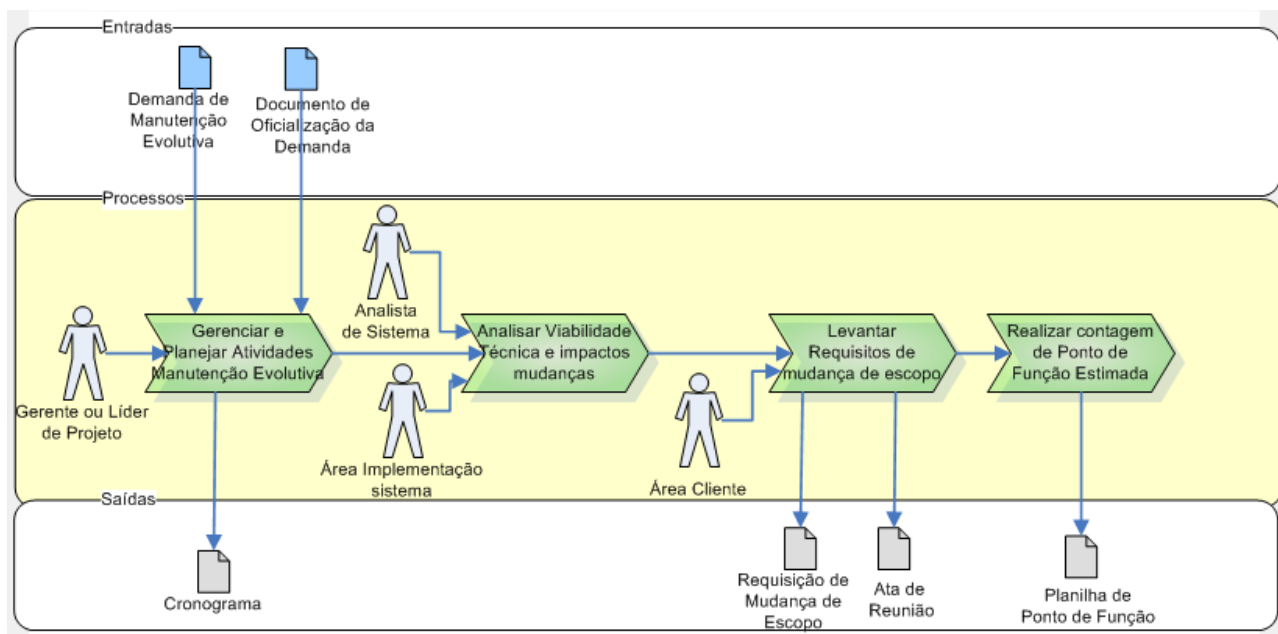 Entradas
Demanda de
Manutenção
Evolutiva
Documento de
Oficialização da
Demanda
Processos
Analista
de Sistema
Gerenciar e
Planejar Atividades
Manutenção Evolutiva
Analisar Viabilidade
Técnica e impactos
mudanças
Levantar
Requisitos de
mudança de escopo
Realizar contagem
de Ponto de
Função Estimada
Gerente ou Líder
de Projeto
Área Implementação
sistema
Área Cliente
Saídas
Cronograma
Requisição de
Mudança de
Escopo
Ata de
Reunião
Planilha de
Ponto de Função